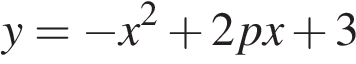 y = −x² + 2px + 3